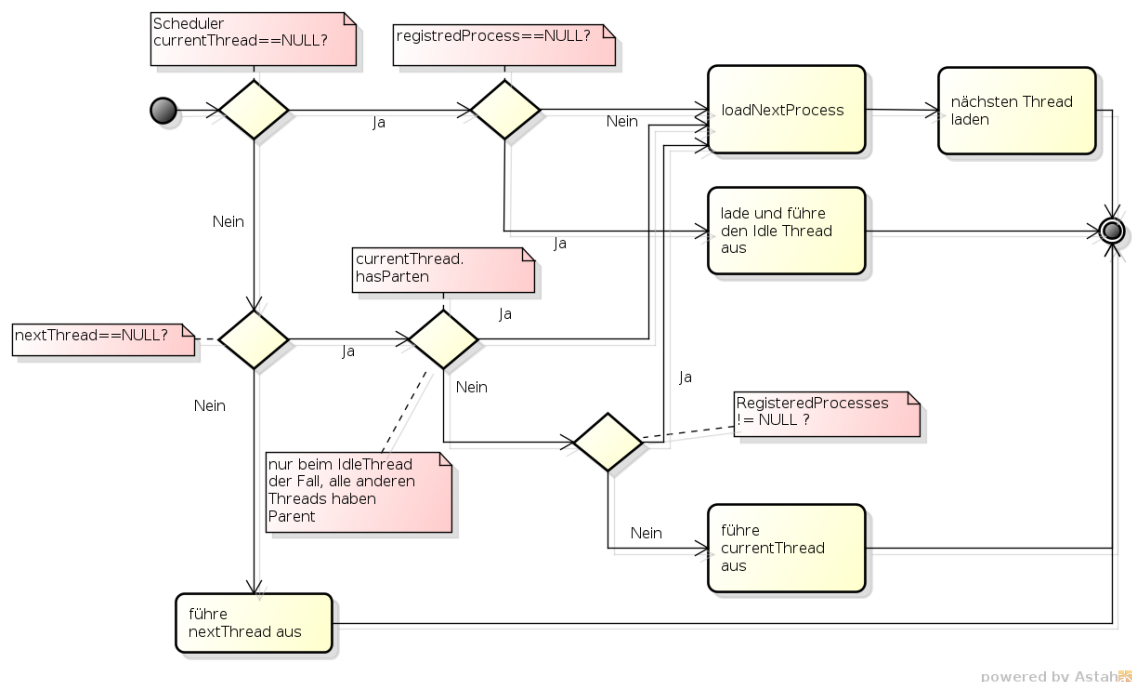 Scheduler
currentThread==NULL?
registredProcess==NULL?
Ja
Nein
loadNextProcess
nächsten Thread
laden
Nein
lade und führe
den Idle Thread
aus
Ja
currentThread.
hasParten
Ja
nextThread==NULL?
Ja
Nein
Nein
Ja
RegisteredProcesses
!= NULL ?
nur beim IdleThread
der Fall, alle anderen
Threads haben
Parent
Nein
führe
currentThread
aus
führe
nextThread aus
powered by Astah